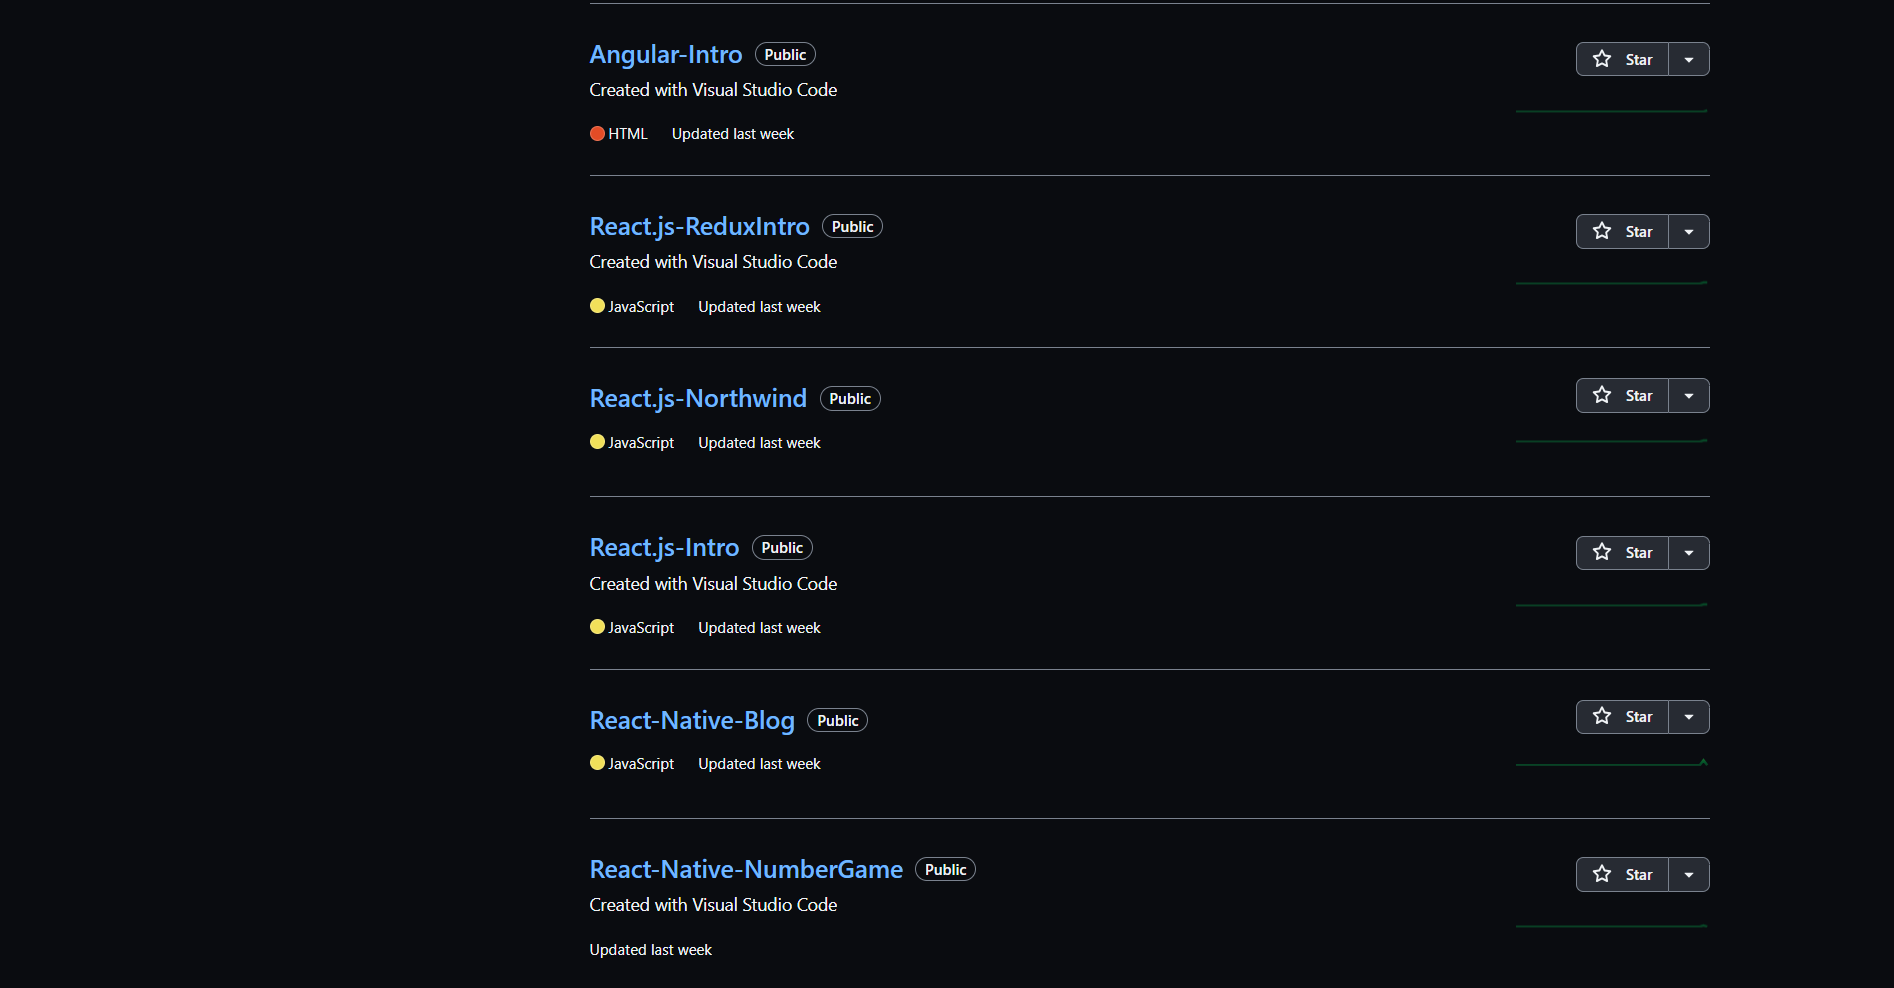 Angular-Intro Public Star
Created with Visual Studio Code
HTML Updated last week
React.js-ReduxIntro Public Star
Created with Visual Studio Code
JavaScript Updated last week
React.js-Northwind Public Star
JavaScript Updated last week
React.js-Intro Public Star
Created with Visual Studio Code
JavaScript Updated last week
React-Native-Blog Public Star
JavaScript Updated last week
React-Native-NumberGame Public Star
Created with Visual Studio Code
Updated last week